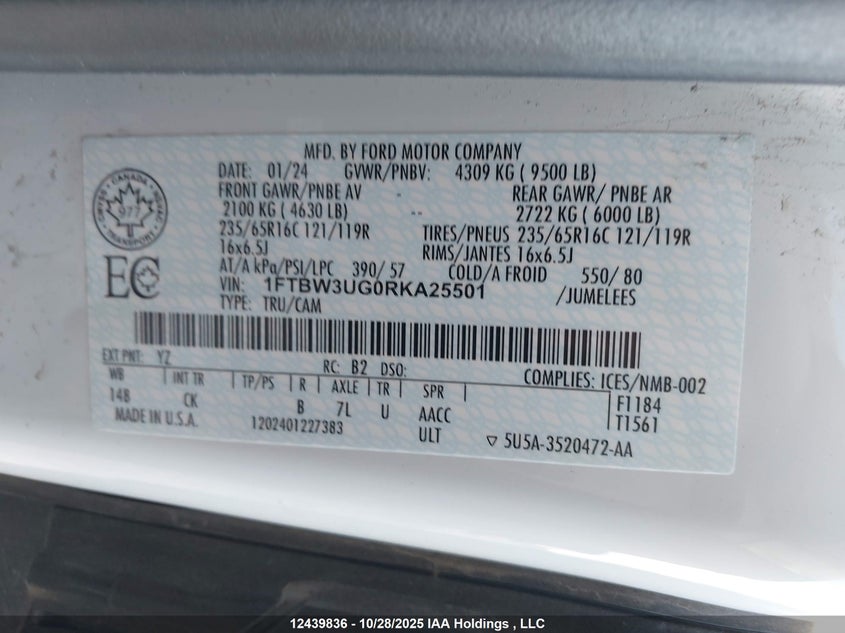 MFD. BY FORD MOTOR COMPANY
DATE: 01/24 GVWR/PNBV: 4309 KG ( 9500 LB)
FRONT GAWR/PNBE AV - REAR GAWR/ PNBE AR
2100 KG ( 4630 LB) -- 2722 KG ( 6000 LB)
235/65R16C 121/119R TIRES/PNEUS 235/65R16C 121/119R
16x6.5J RIMS/JANTES 16x6.5J
AT/A kPa/PSI/LPC 390/ 57 COLD/A FROID 550/ 80
VIN: 1FTBW3UG0RKA25501 /JUMELEES
TYPE: TRU/CAM
CANADA
977
TRANSPORT
EC
EXT PNT: YZ RC: B2 DSO: COMPLIES: ICES/NMB-002
WB INT TR TP/PS R AXLE TR SPR F1184
14B CK B 7L U AACC T1561
MADE IN U.S.A. 1202401227383 ULT 5U5A-3520472-AA
12439836 - 10/28/2025 IAA Holdings , LLC